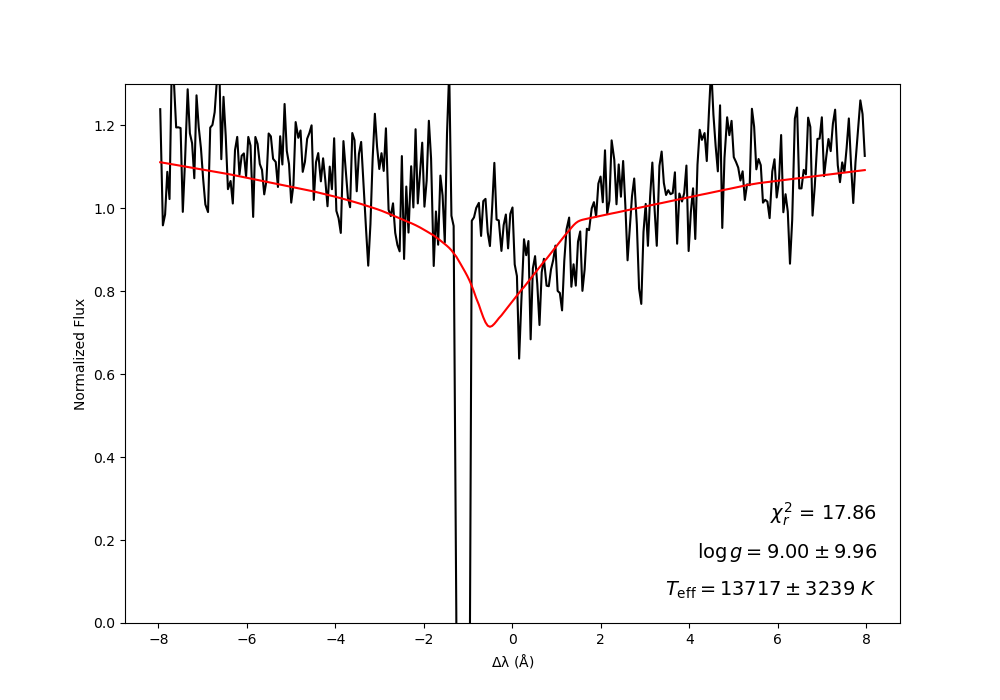 1.2
1.0
0.8
0.6
0.4
0.2
0.0
Normalized Flux
χ²ᵣ = 17.86
log g = 9.00 ± 9.96
T_eff = 13717 ± 3239 K
−8 −6 −4 −2 0 2 4 6 8
Δλ (Å)